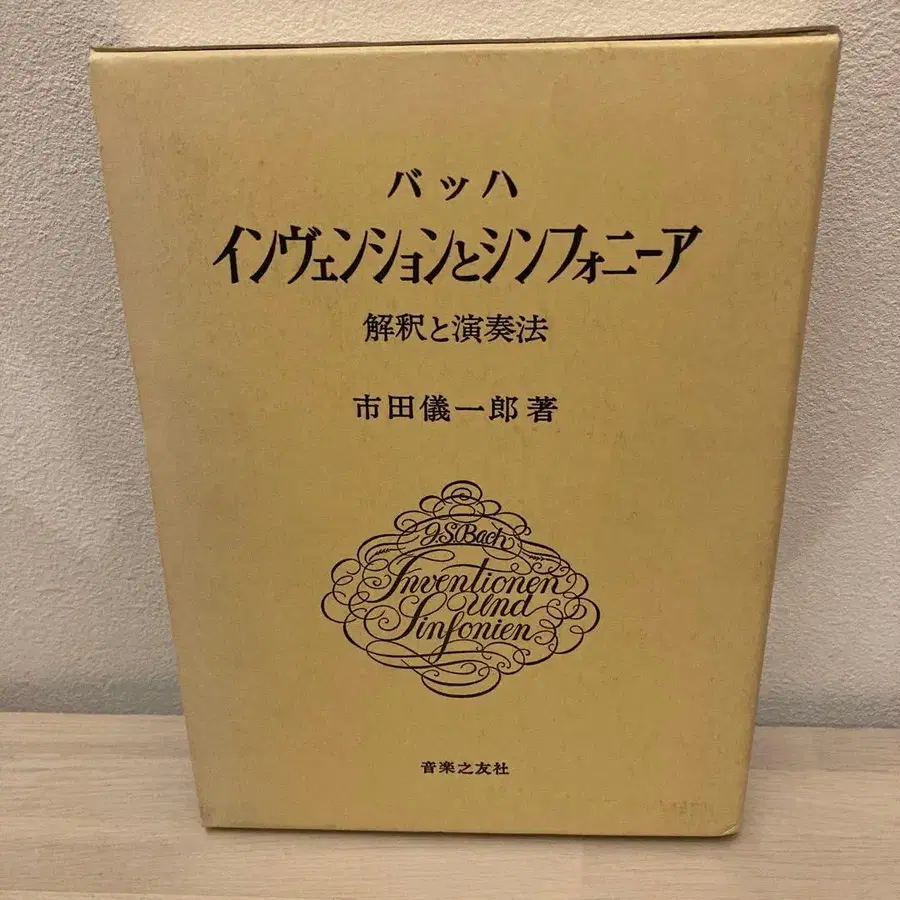 バッハ
インヴェンションとシンフォニーア
解釈と演奏法
市田儀一郎著
J.S.Bach
Inventionen
und
Sinfonien
音楽之友社